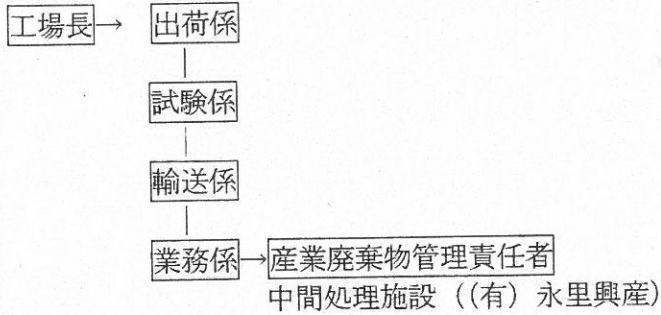 工場長→ 出荷係
試験係
輸送係
業務係→産業廃棄物管理責任者
中間処理施設（(有）永里興産）